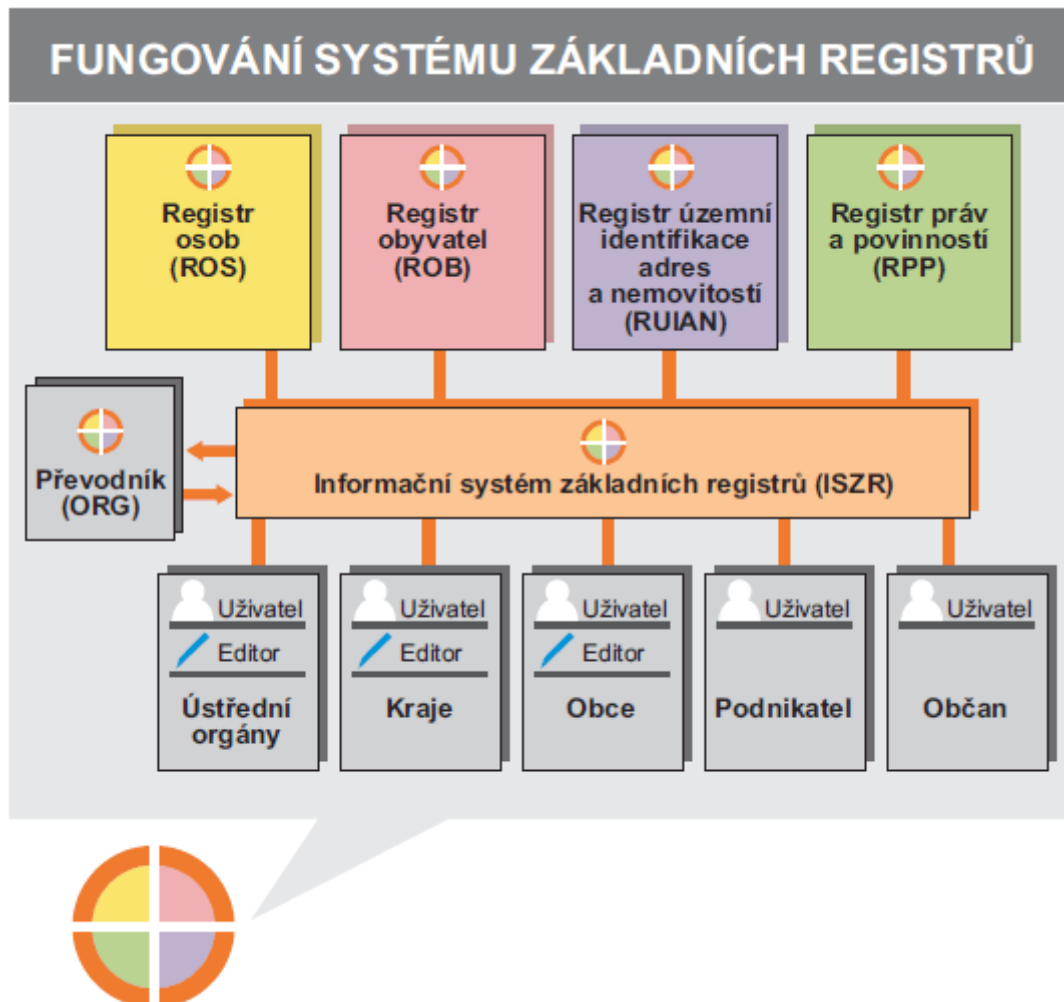 FUNGOVÁNÍ SYSTÉMU ZÁKLADNÍCH REGISTRŮ
Registr
osob
(ROS)
Registr
obyvatel
(ROB)
Registr územní
identifikace
adres
a nemovitostí
(RUIAN)
Registr práv
a povinností
(RPP)
Převodník
(ORG)
Informační systém základních registrů (ISZR)
Uživatel
Editor
Ústřední
orgány
Uživatel
Editor
Kraje
Uživatel
Editor
Obce
Uživatel
Podnikatel
Uživatel
Občan